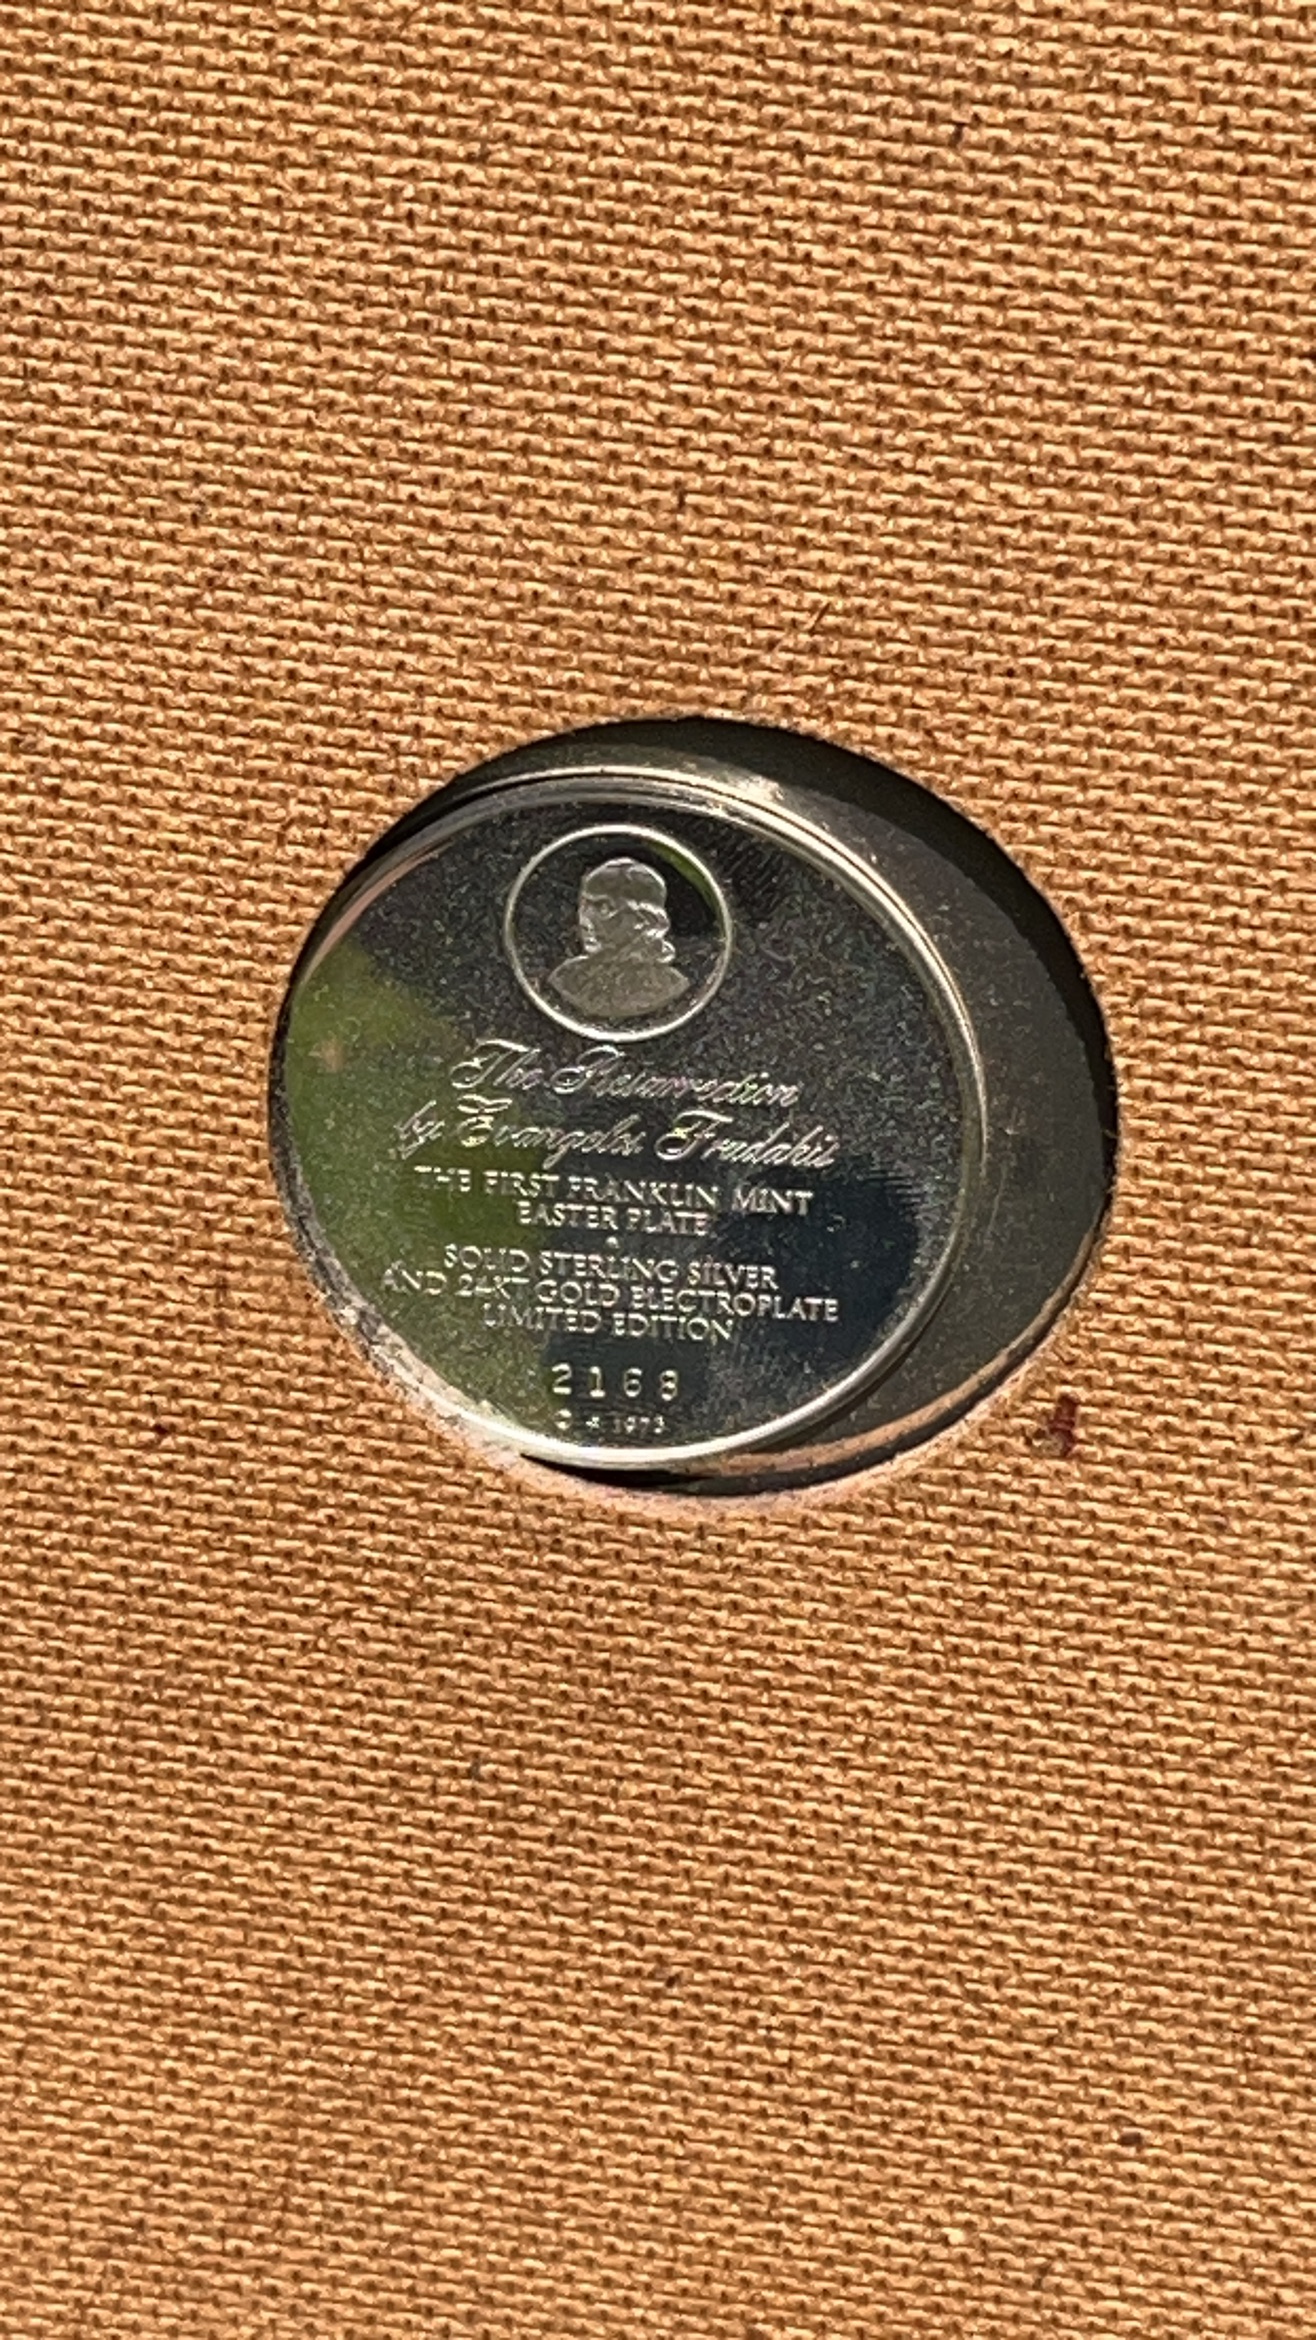 The Resurrection
by Evangelos Frudakis
THE FIRST FRANKLIN MINT
EASTER PLATE
SOLID STERLING SILVER
AND 24KT GOLD ELECTROPLATE
LIMITED EDITION
2168
1973